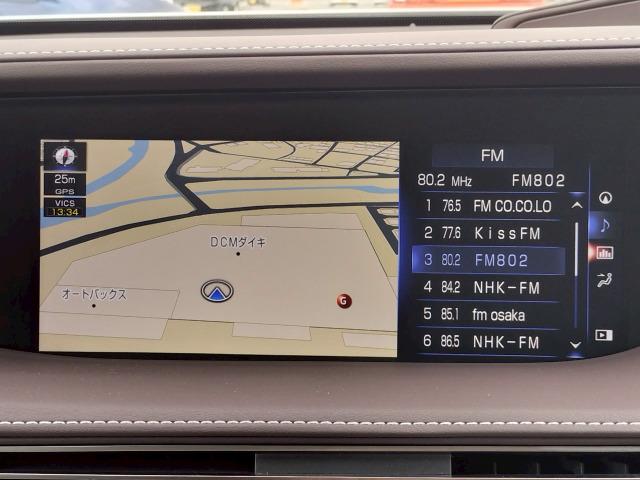 25m
GPS
VICS
13:34
DCMダイキ
オートバックス
G
FM
80.2 MHz FM802
1 76.5 FM CO.CO.LO
2 77.6 KissFM
3 80.2 FM802
4 84.2 NHK-FM
5 85.1 fm osaka
6 86.5 NHK-FM